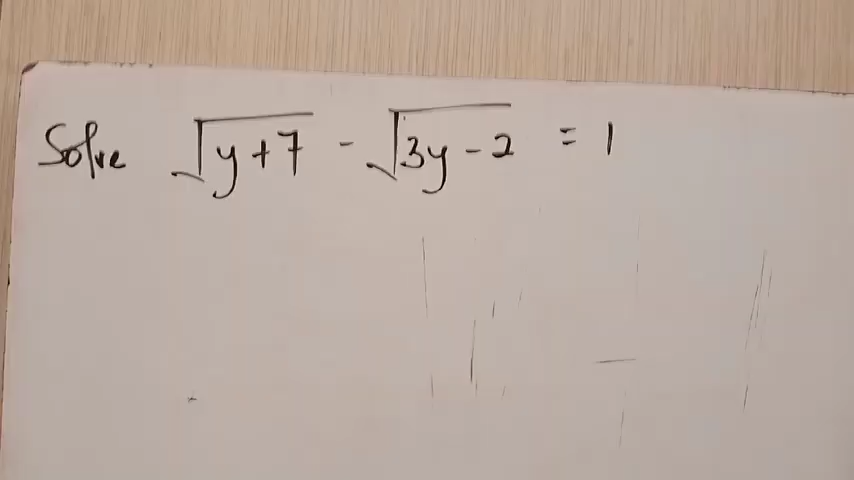 Solve √(y+7) - √(3y-2) = 1